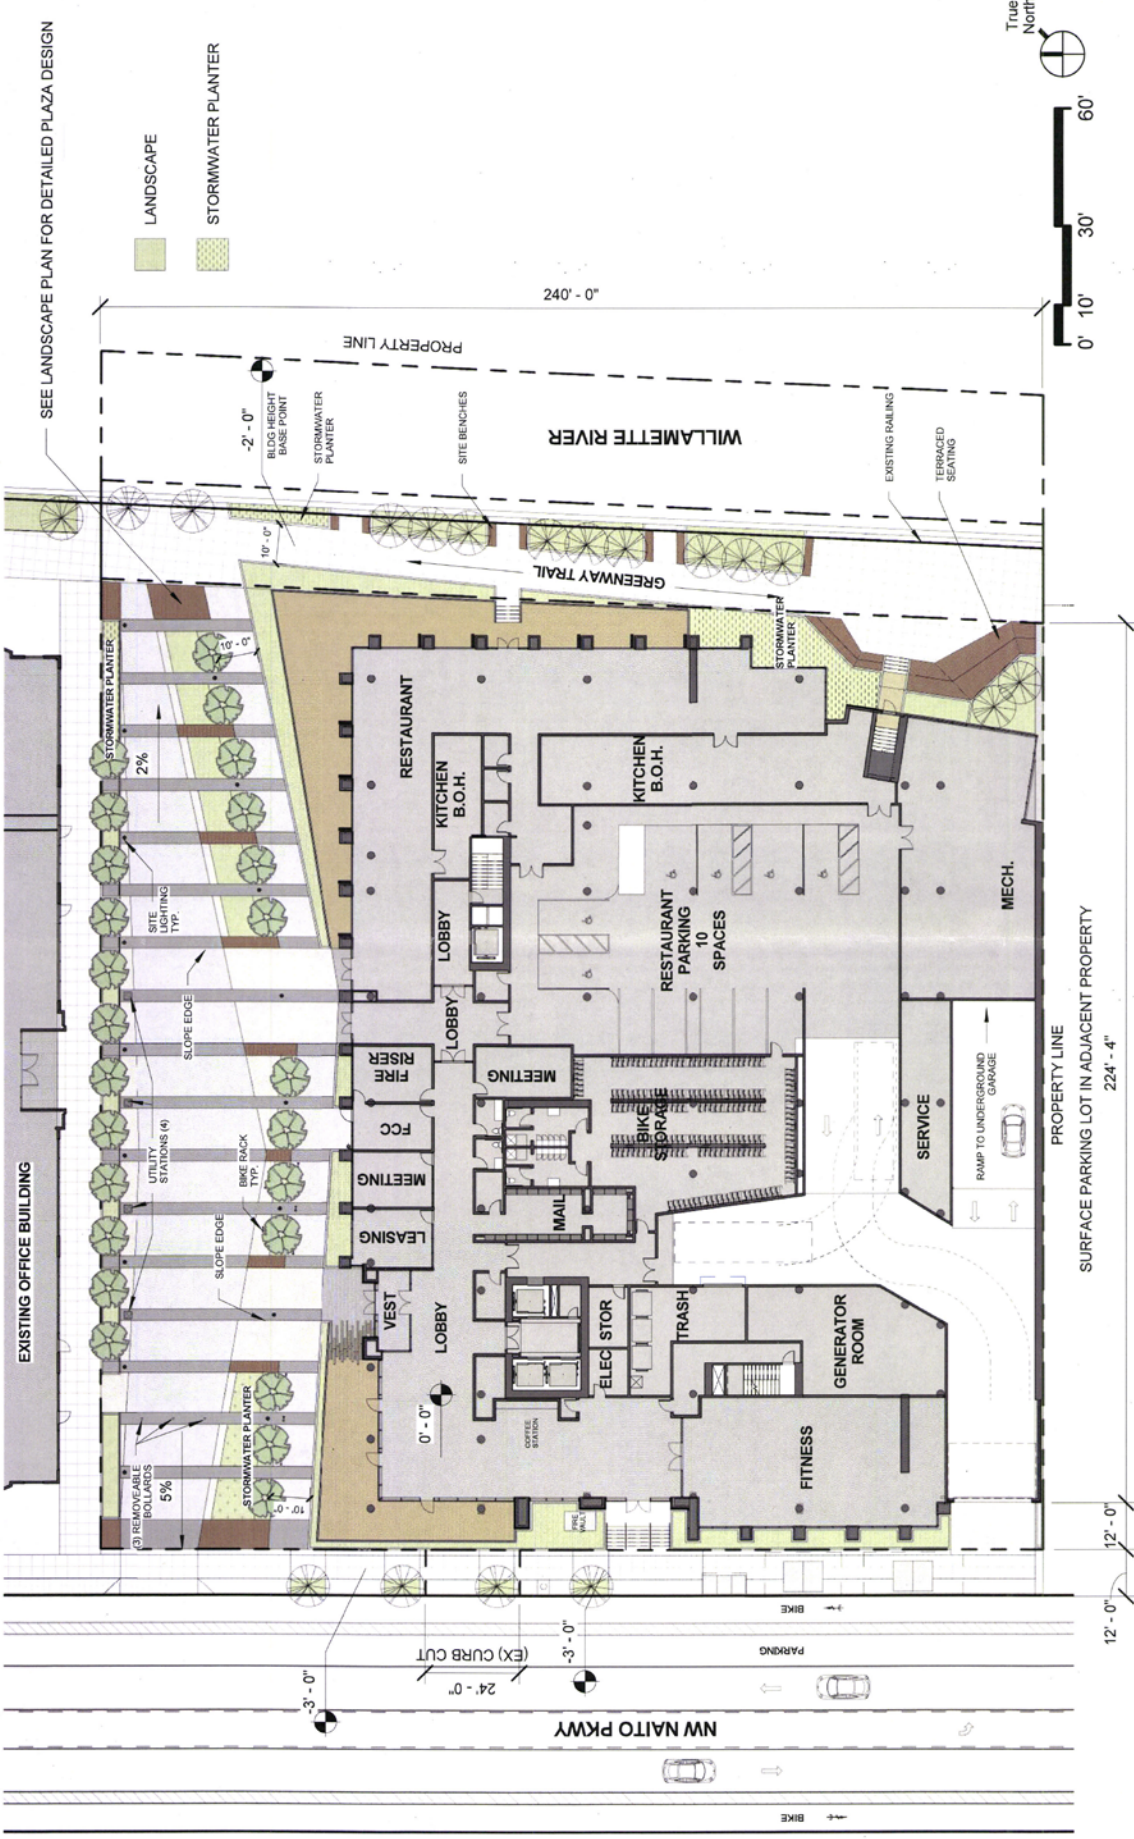 SEE LANDSCAPE PLAN FOR DETAILED PLAZA DESIGN
LANDSCAPE
STORMWATER PLANTER
True
North
0'
10'
30'
60'
240' - 0"
PROPERTY LINE
-2' - 0"
BLDG HEIGHT
BASE POINT
STORMWATER
PLANTER
SITE BENCHES
WILLAMETTE RIVER
EXISTING RAILING
TERRACED
SEATING
10' - 0"
GREENWAY TRAIL
STORMWATER
PLANTER
EXISTING OFFICE BUILDING
STORMWATER PLANTER
10' - 0"
2%
SITE
LIGHTING
TYP.
SLOPE EDGE
UTILITY
STATIONS (4)
BIKE RACK
TYP.
SLOPE EDGE
STORMWATER PLANTER
(3) REMOVEABLE
BOLLARDS
5%
10' - 0"
RESTAURANT
KITCHEN
B.O.H.
KITCHEN
B.O.H.
LOBBY
LOBBY
RESTAURANT
PARKING
10
SPACES
MECH.
FIRE
RISER
FCC
MEETING
LEASING
MEETING
BIKE
STORAGE
MAIL
SERVICE
RAMP TO UNDERGROUND
GARAGE
VEST
LOBBY
0' - 0"
COFFEE
STATION
ELEC
STOR
TRASH
GENERATOR
ROOM
FITNESS
FIRE
VAULT
PROPERTY LINE
SURFACE PARKING LOT IN ADJACENT PROPERTY
224' - 4"
12' - 0"
12' - 0"
-3' - 0"
24' - 0"
(EX) CURB CUT
-3' - 0"
BIKE
PARKING
NW NAITO PKWY
BIKE